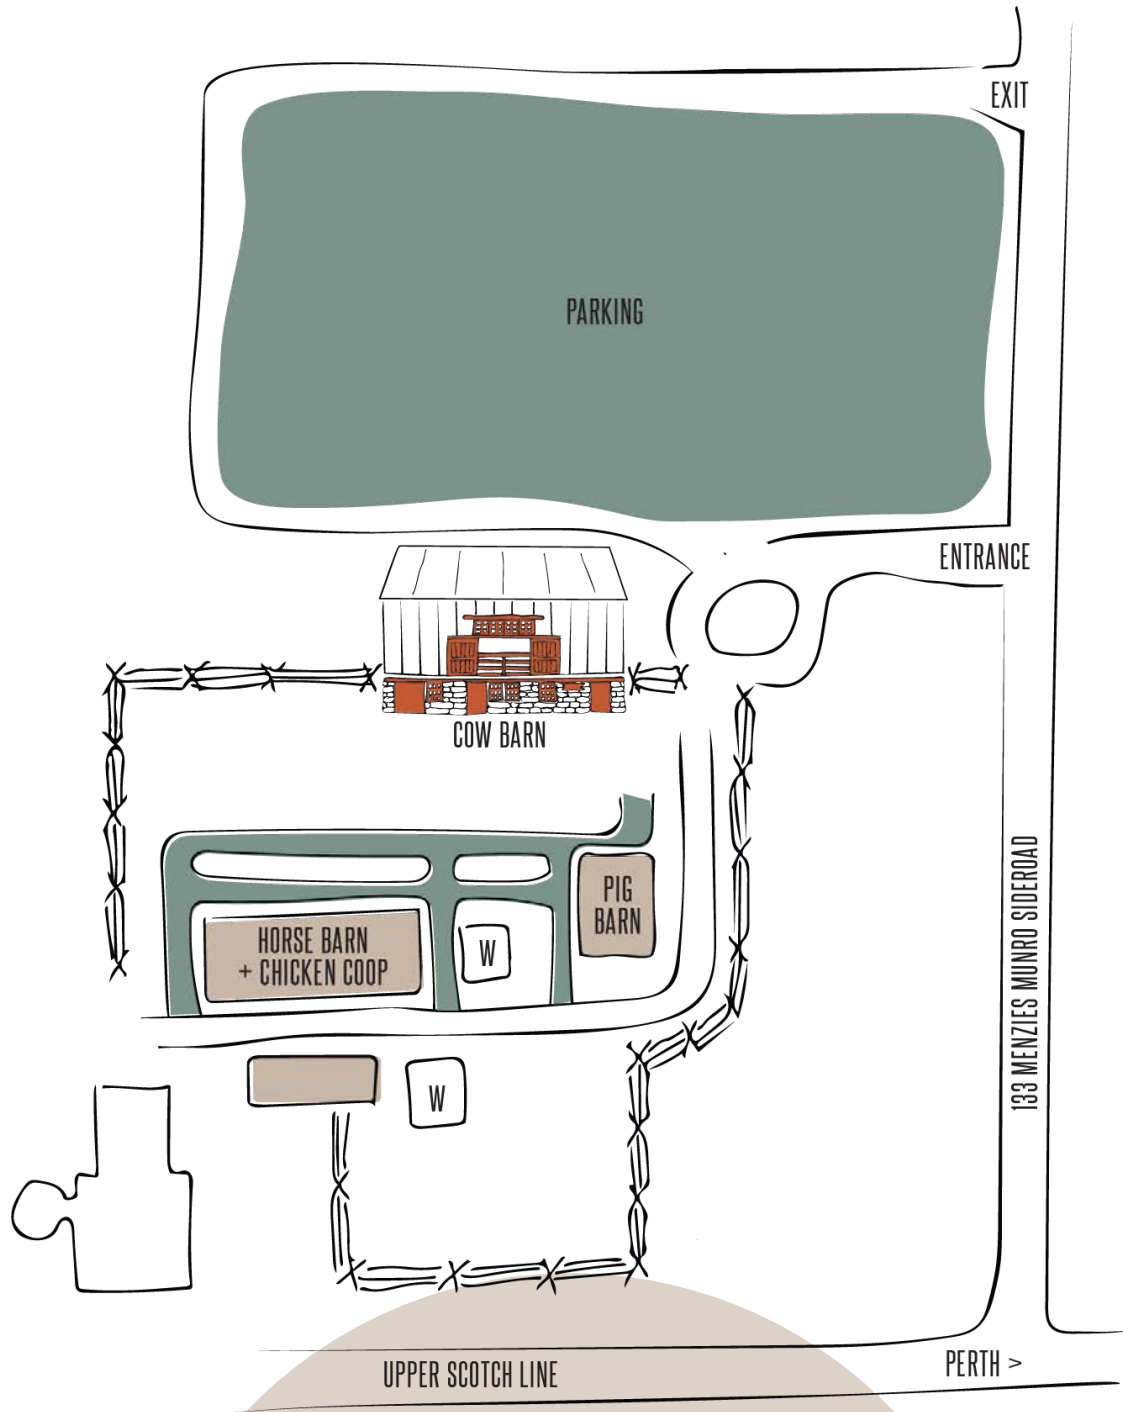 EXIT
PARKING
ENTRANCE
COW BARN
PIG
BARN
HORSE BARN
+ CHICKEN COOP
W
133 MENZIES MUNRO SIDEROAD
W
PERTH >
UPPER SCOTCH LINE